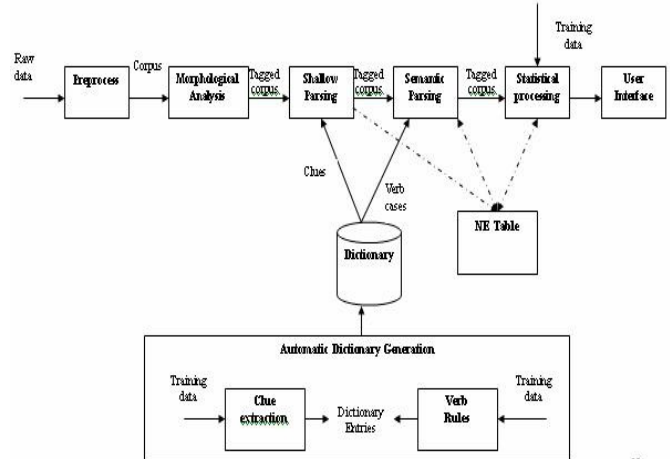 Training
data
Raw
data
Preprocess
Corpus
Morphological
Analysis
Tagged
corpus
Shallow
Parsing
Tagged
corpus
Semantic
Parsing
Tagged
corpus
Statistical
processing
User
Interface
Clues
Verb
cases
NE Table
Dictionary
Automatic Dictionary Generation
Training
data
Clue
extraction
Dictionary
Entries
Verb
Rules
Training
data